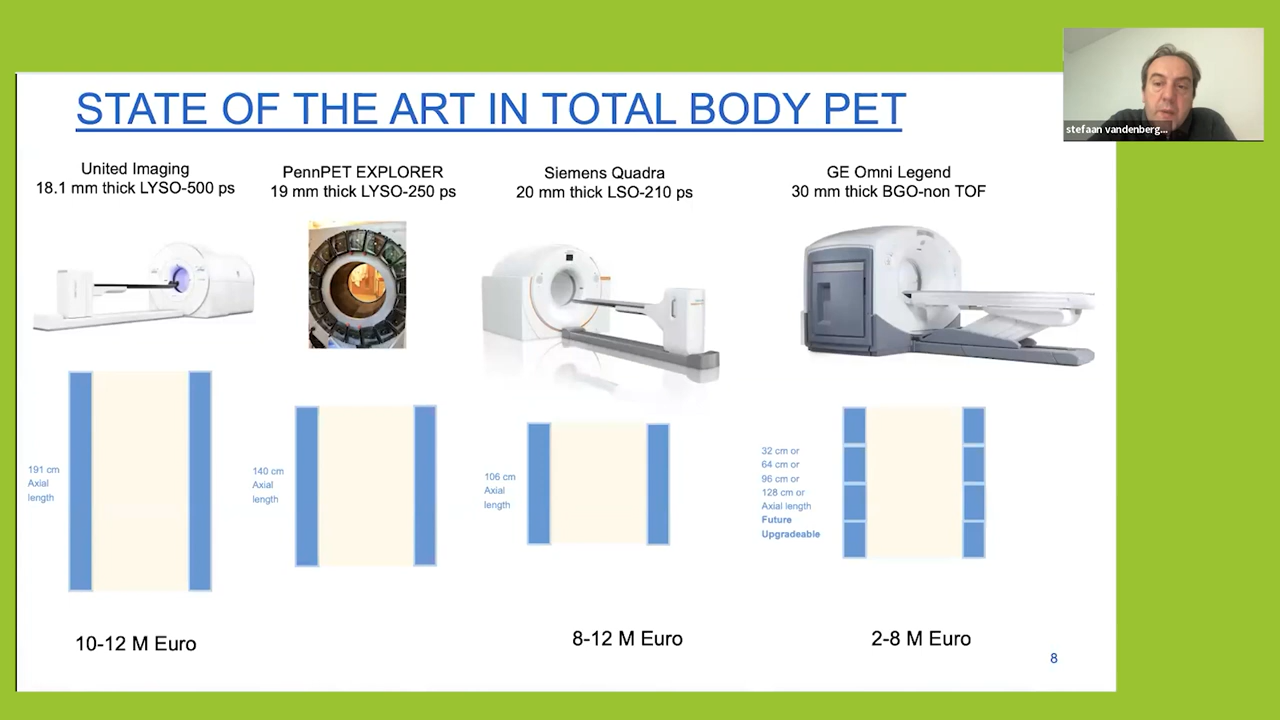 STATE OF THE ART IN TOTAL BODY PET
stefaan vandenberg...
United Imaging
18.1 mm thick LYSO-500 ps
PennPET EXPLORER
19 mm thick LYSO-250 ps
Siemens Quadra
20 mm thick LSO-210 ps
GE Omni Legend
30 mm thick BGO-non TOF
191 cm
Axial
length
140 cm
Axial
length
106 cm
Axial
length
32 cm or
64 cm or
96 cm or
128 cm or
Axial length
Future
Upgradeable
10-12 M Euro
8-12 M Euro
2-8 M Euro
8